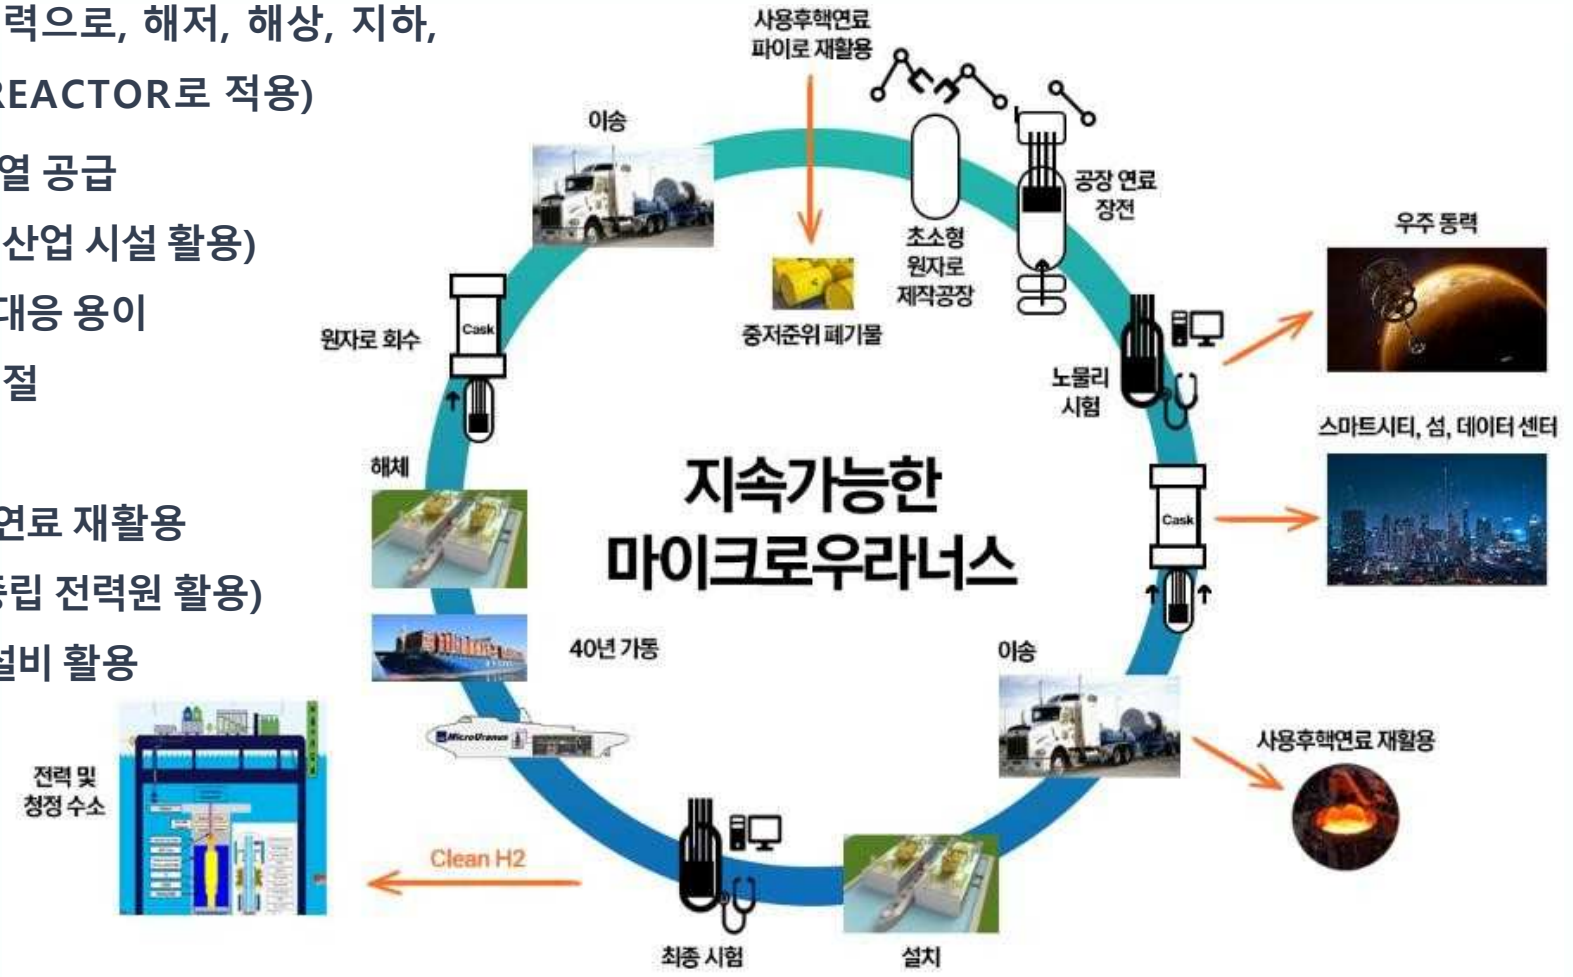 력으로, 해저, 해상, 지하,
REACTOR로 적용)
열 공급
산업 시설 활용)
대응 용이
절
연료 재활용
중립 전력원 활용)
설비 활용
사용후핵연료
파이로 재활용
이송
중저준위 폐기물
초소형
원자로
제작공장
공장 연료
장전
노물리
시험
우주 동력
스마트시티, 섬, 데이터 센터
Cask
이송
사용후핵연료 재활용
설치
최종 시험
Clean H2
전력 및
청정 수소
MicroUranus
40년 가동
해체
원자로 회수
Cask
지속가능한
마이크로우라너스